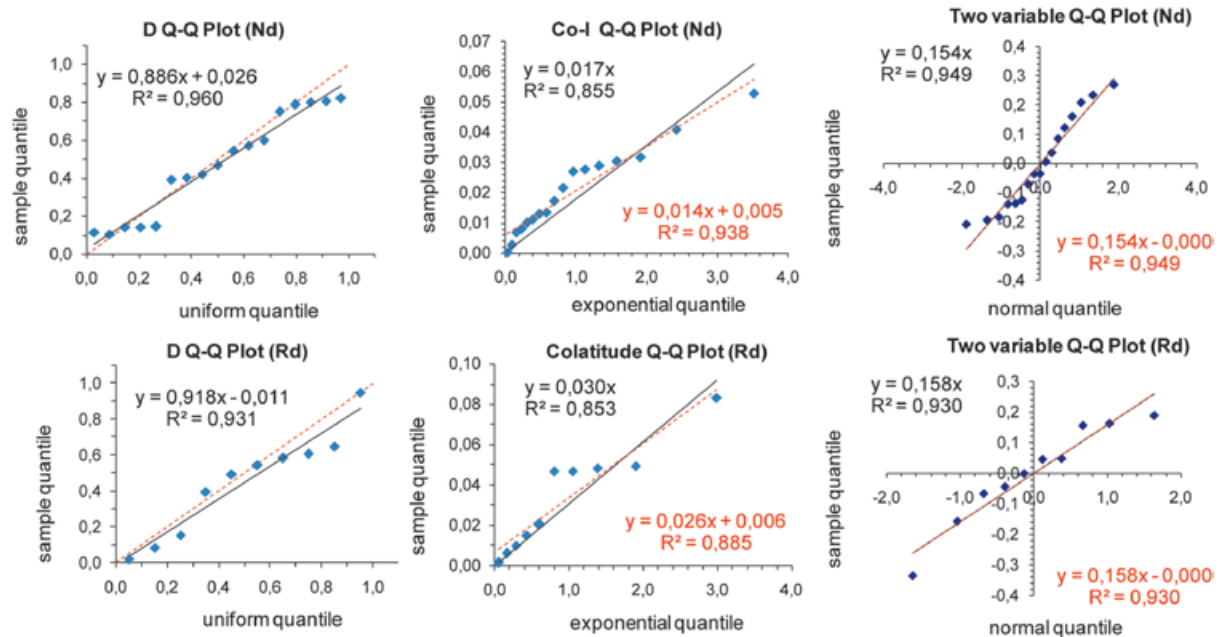 D Q-Q Plot (Nd)
y = 0,886x + 0,026
R² = 0,960
1,0
0,8
0,6
0,4
0,2
0,0
0,0 0,2 0,4 0,6 0,8 1,0
sample quantile
uniform quantile
Co-I Q-Q Plot (Nd)
y = 0,017x
R² = 0,855
0,07
0,06
0,05
0,04
0,03
0,02
0,01
0,00
0,0 1,0 2,0 3,0 4,0
y = 0,014x + 0,005
R² = 0,938
sample quantile
exponential quantile
Two variable Q-Q Plot (Nd)
y = 0,154x
R² = 0,949
0,4
0,3
0,2
0,1
0,0
-0,1
-0,2
-0,3
-0,4
-4,0 -2,0 0,0 2,0 4,0
y = 0,154x - 0,000
R² = 0,949
sample quantile
normal quantile
D Q-Q Plot (Rd)
y = 0,918x - 0,011
R² = 0,931
1,0
0,8
0,6
0,4
0,2
0,0
0,0 0,2 0,4 0,6 0,8 1,0
sample quantile
uniform quantile
Colatitude Q-Q Plot (Rd)
y = 0,030x
R² = 0,853
0,10
0,08
0,06
0,04
0,02
0,00
0,0 1,0 2,0 3,0 4,0
y = 0,026x + 0,006
R² = 0,885
sample quantile
exponential quantile
Two variable Q-Q Plot (Rd)
y = 0,158x
R² = 0,930
0,3
0,2
0,1
0,0
-0,1
-0,2
-0,3
-0,4
-2,0 -1,0 0,0 1,0 2,0
y = 0,158x - 0,000
R² = 0,930
sample quantile
normal quantile